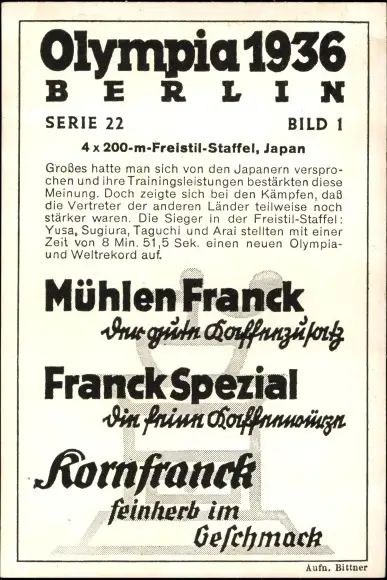 Olympia 1936
BERLIN
SERIE 22 BILD 1
4 x 200-m-Freistil-Staffel, Japan
Großes hatte man sich von den Japanern verspro-
chen und ihre Trainingsleistungen bestärkten diese
Meinung. Doch zeigte sich bei den Kämpfen, daß
die Vertreter der anderen Länder teilweise noch
stärker waren. Die Sieger in der Freistil-Staffel:
Yusa, Sugiura, Taguchi und Arai stellten mit einer
Zeit von 8 Min. 51,5 Sek. einen neuen Olympia-
und Weltrekord auf.
Mühlen Franck
der gute Kaffeezusatz
Franck Spezial
die feine Kaffeewürze
Kornfranck
feinherb im
Geschmack
Aufn. Bittner